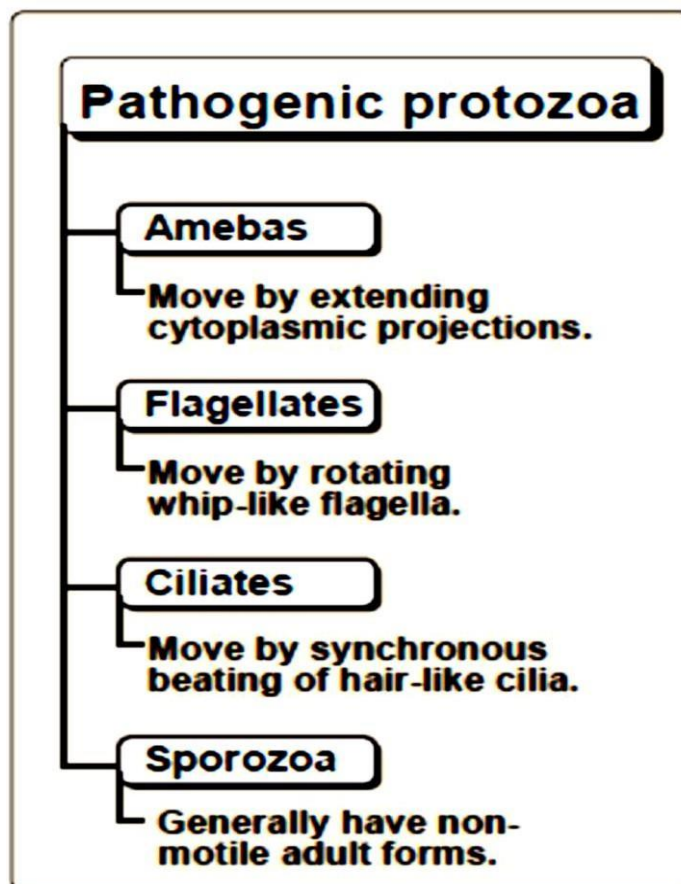 Pathogenic protozoa
Amebas
Move by extending
cytoplasmic projections.
Flagellates
Move by rotating
whip-like flagella.
Ciliates
Move by synchronous
beating of hair-like cilia.
Sporozoa
Generally have non-
motile adult forms.